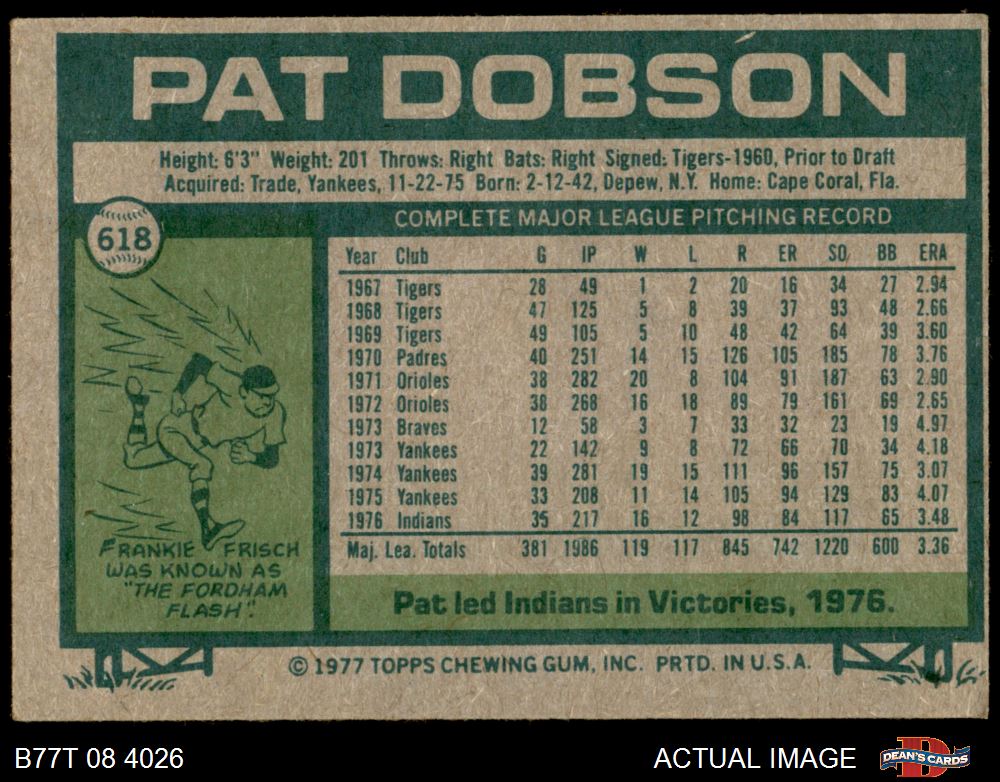 PAT DOBSON
Height: 6'3" Weight: 201 Throws: Right Bats: Right Signed: Tigers-1960, Prior to Draft
Acquired: Trade, Yankees, 11-22-75 Born: 2-12-42, Depew, N.Y. Home: Cape Coral, Fla.
618
COMPLETE MAJOR LEAGUE PITCHING RECORD
Year Club G IP W L R ER SO BB ERA
1967 Tigers 28 49 1 2 20 16 34 27 2.94
1968 Tigers 47 125 5 8 39 37 93 48 2.66
1969 Tigers 49 105 5 10 48 42 64 39 3.60
1970 Padres 40 251 14 15 126 105 185 78 3.76
1971 Orioles 38 282 20 8 104 91 187 63 2.90
1972 Orioles 38 268 16 18 89 79 161 69 2.65
1973 Braves 12 58 3 7 33 32 23 19 4.97
1973 Yankees 22 142 9 8 72 66 70 34 4.18
1974 Yankees 39 281 19 15 111 96 157 75 3.07
1975 Yankees 33 208 11 14 105 94 129 83 4.07
1976 Indians 35 217 16 12 98 84 117 65 3.48
Maj. Lea. Totals 381 1986 119 117 845 742 1220 600 3.36
FRANKIE FRISCH
WAS KNOWN AS
"THE FORDHAM
FLASH".
Pat led Indians in Victories, 1976.
© 1977 TOPPS CHEWING GUM, INC. PRTD. IN U.S.A.
B77T 08 4026
ACTUAL IMAGE
DEAN'S CARDS